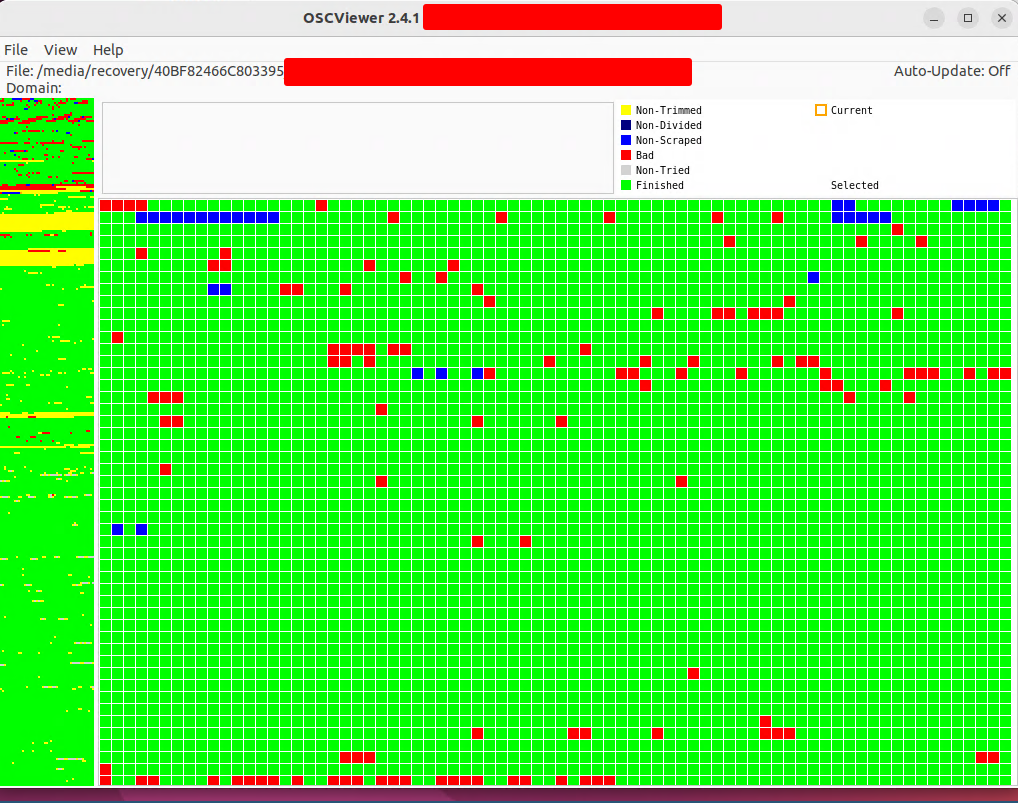 OSCViewer 2.4.1
File View Help
File: /media/recovery/40BF82466C803395
Auto-Update: Off
Domain:
Non-Trimmed
Non-Divided
Non-Scraped
Bad
Non-Tried
Finished
Current
Selected